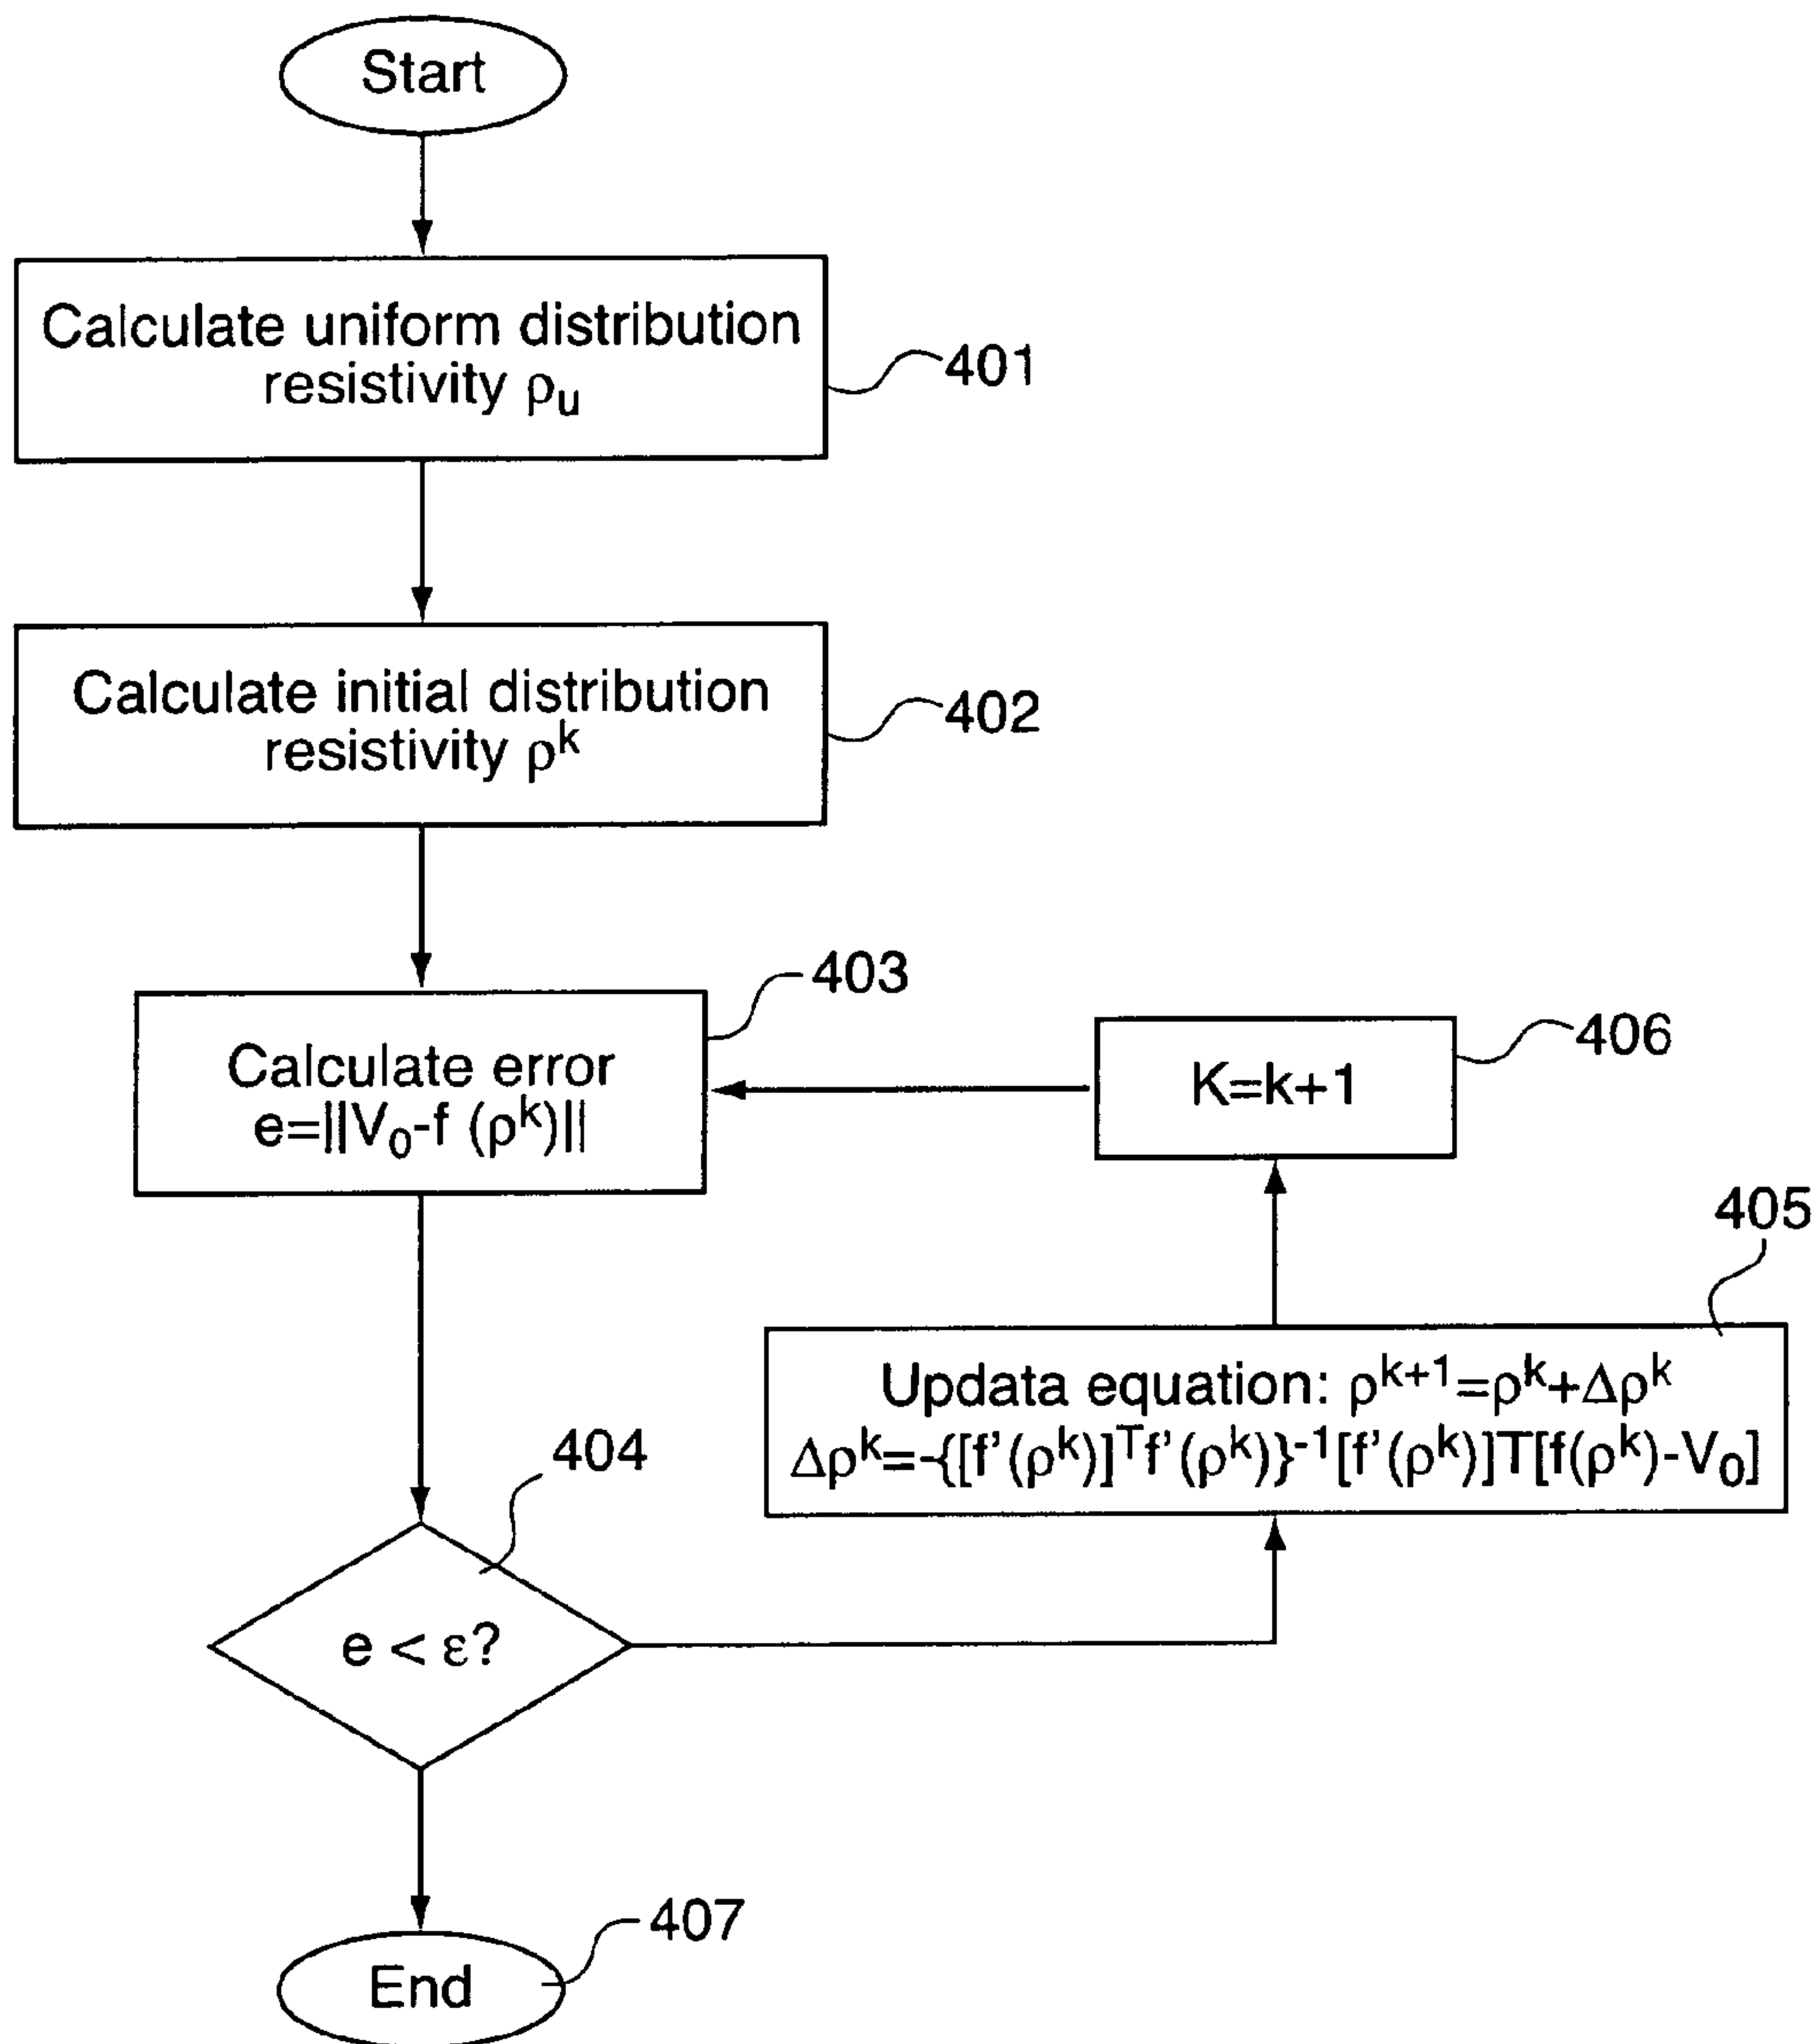 Start
Calculate uniform distribution
resistivity ρᵤ
401
Calculate initial distribution
resistivity ρᵏ
402
403
Calculate error
e=||V₀-f (ρᵏ)||
406
K=k+1
405
Updata equation: ρᵏ⁺¹=ρᵏ+Δρᵏ
Δρᵏ=-{[f'(ρᵏ)]ᵀf'(ρᵏ)}⁻¹[f'(ρᵏ)]T[f(ρᵏ)-V₀]
404
e < ε?
407
End